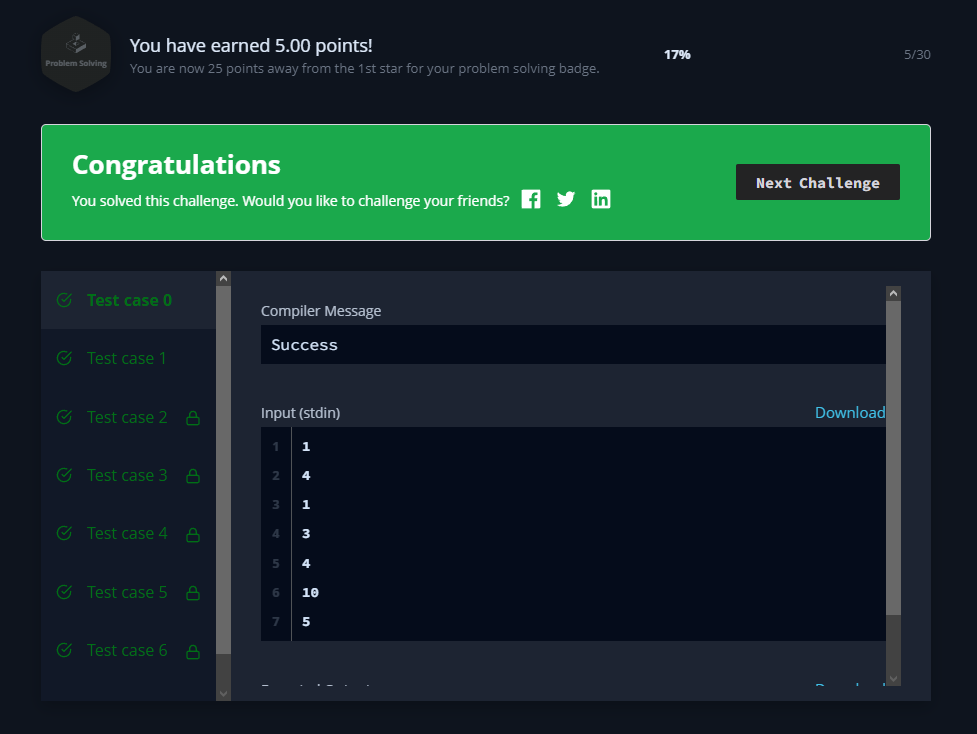 You have earned 5.00 points!
17%
5/30
Problem Solving
You are now 25 points away from the 1st star for your problem solving badge.
Congratulations
You solved this challenge. Would you like to challenge your friends?
Next Challenge
Test case 0
Test case 1
Test case 2
Test case 3
Test case 4
Test case 5
Test case 6
Compiler Message
Success
Input (stdin)
Download
1 1
2 4
3 1
4 3
5 4
6 10
7 5